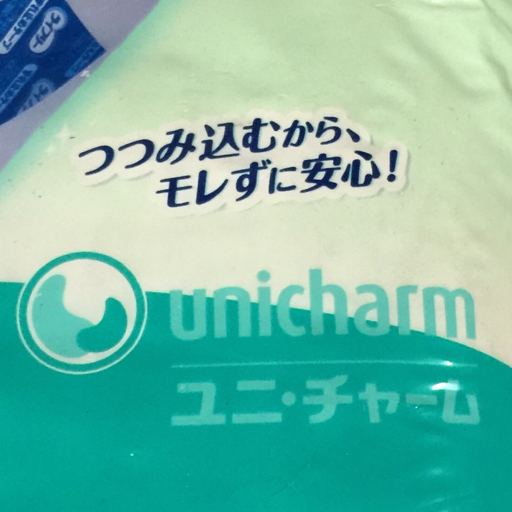 つつみ込むから、
モレずに安心!
unicharm
ユニ・チャーム